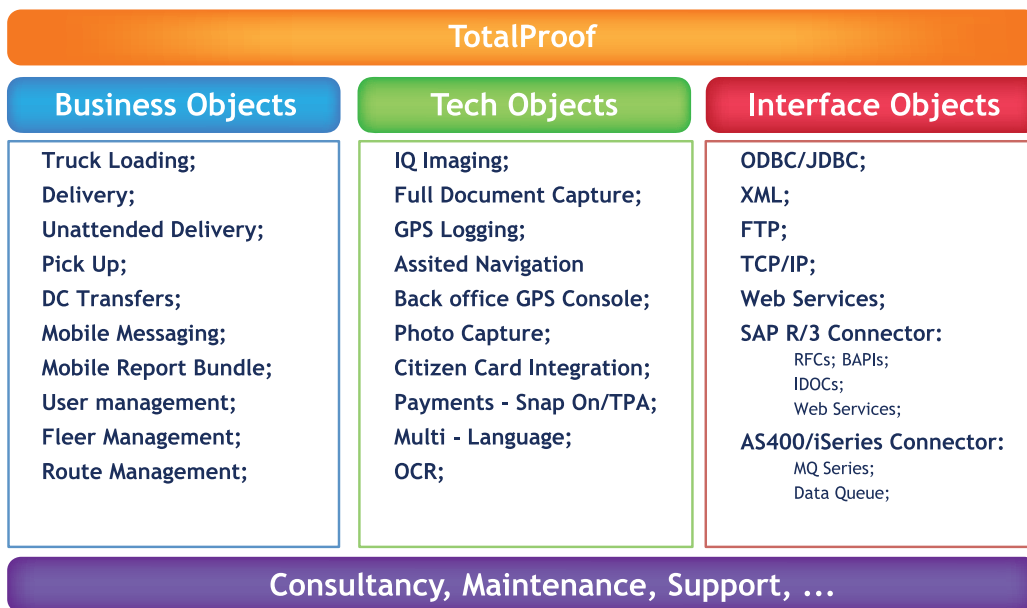 TotalProof
Business Objects
Truck Loading;
Delivery;
Unattended Delivery;
Pick Up;
DC Transfers;
Mobile Messaging;
Mobile Report Bundle;
User management;
Fleer Management;
Route Management;
Tech Objects
IQ Imaging;
Full Document Capture;
GPS Logging;
Assited Navigation
Back office GPS Console;
Photo Capture;
Citizen Card Integration;
Payments - Snap On/TPA;
Multi - Language;
OCR;
Interface Objects
ODBC/JDBC;
XML;
FTP;
TCP/IP;
Web Services;
SAP R/3 Connector:
RFCs; BAPIs;
IDOCs;
Web Services;
AS400/iSeries Connector:
MQ Series;
Data Queue;
Consultancy, Maintenance, Support, ...